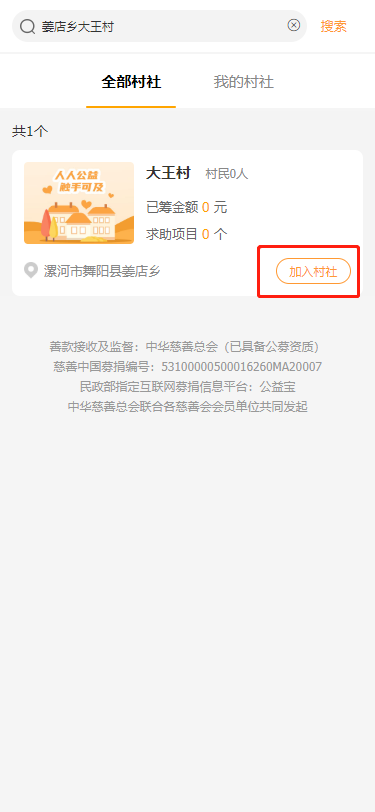 姜店乡大王村
搜索
全部村社
我的村社
共1个
人人公益
触手可及
大王村 村民0人
已筹金额 0 元
求助项目 0 个
漯河市舞阳县姜店乡
加入村社
善款接收及监督：中华慈善总会（已具备公募资质）
慈善中国募捐编号：53100000500016260MA20007
民政部指定互联网募捐信息平台：公益宝
中华慈善总会联合各慈善会会员单位共同发起